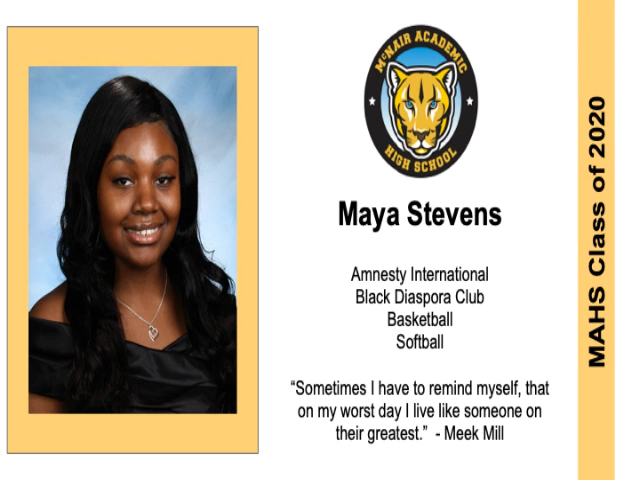 McNAIR ACADEMIC
HIGH SCHOOL
Maya Stevens
Amnesty International
Black Diaspora Club
Basketball
Softball
“Sometimes I have to remind myself, that
on my worst day I live like someone on
their greatest.”  - Meek Mill
MAHS Class of 2020